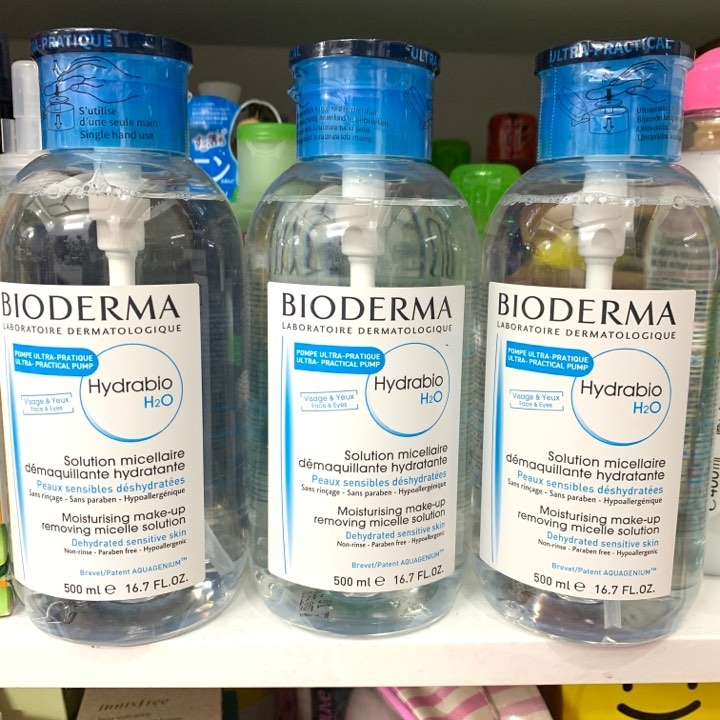 RA-PRATIQUE
S'utilise
d'une seule main
Single hand use
BIODERMA
LABORATOIRE DERMATOLOGIQUE
POMPE ULTRA-PRATIQUE
ULTRA- PRACTICAL PUMP
Visage & Yeux
Face & Eyes
Hydrabio
H2O
Solution micellaire
démaquillante hydratante
Peaux sensibles déshydratées
Sans rinçage - Sans paraben - Hypoallergénique
Moisturising make-up
removing micelle solution
Dehydrated sensitive skin
Non-rinse - Paraben free - Hypoallergenic
Brevet/Patent AQUAGENIUM™
500 ml ℮ 16.7 FL.OZ.
ULTRA
BIODERMA
LABORATOIRE DERMATOLOGIQUE
POMPE ULTRA-PRATIQUE
ULTRA- PRACTICAL PUMP
Visage & Yeux
Face & Eyes
Hydrabio
H2O
Solution micellaire
démaquillante hydratante
Peaux sensibles déshydratées
Sans rinçage - Sans paraben - Hypoallergénique
Moisturising make-up
removing micelle solution
Dehydrated sensitive skin
Non-rinse - Paraben free - Hypoallergenic
Brevet/Patent AQUAGENIUM™
500 ml ℮ 16.7 FL.OZ.
ULTRA-PRACTICAL
BIODERMA
LABORATOIRE DERMATOLOGIQUE
POMPE ULTRA-PRATIQUE
ULTRA- PRACTICAL PUMP
Visage & Yeux
Face & Eyes
Hydrabio
H2O
Solution micellaire
démaquillante hydratante
Peaux sensibles déshydratées
Sans rinçage - Sans paraben - Hypoallergénique
Moisturising make-up
removing micelle solution
Dehydrated sensitive skin
Non-rinse - Paraben free - Hypoallergenic
Brevet/Patent AQUAGENIUM™
500 ml ℮ 16.7 FL.OZ.
innisfree